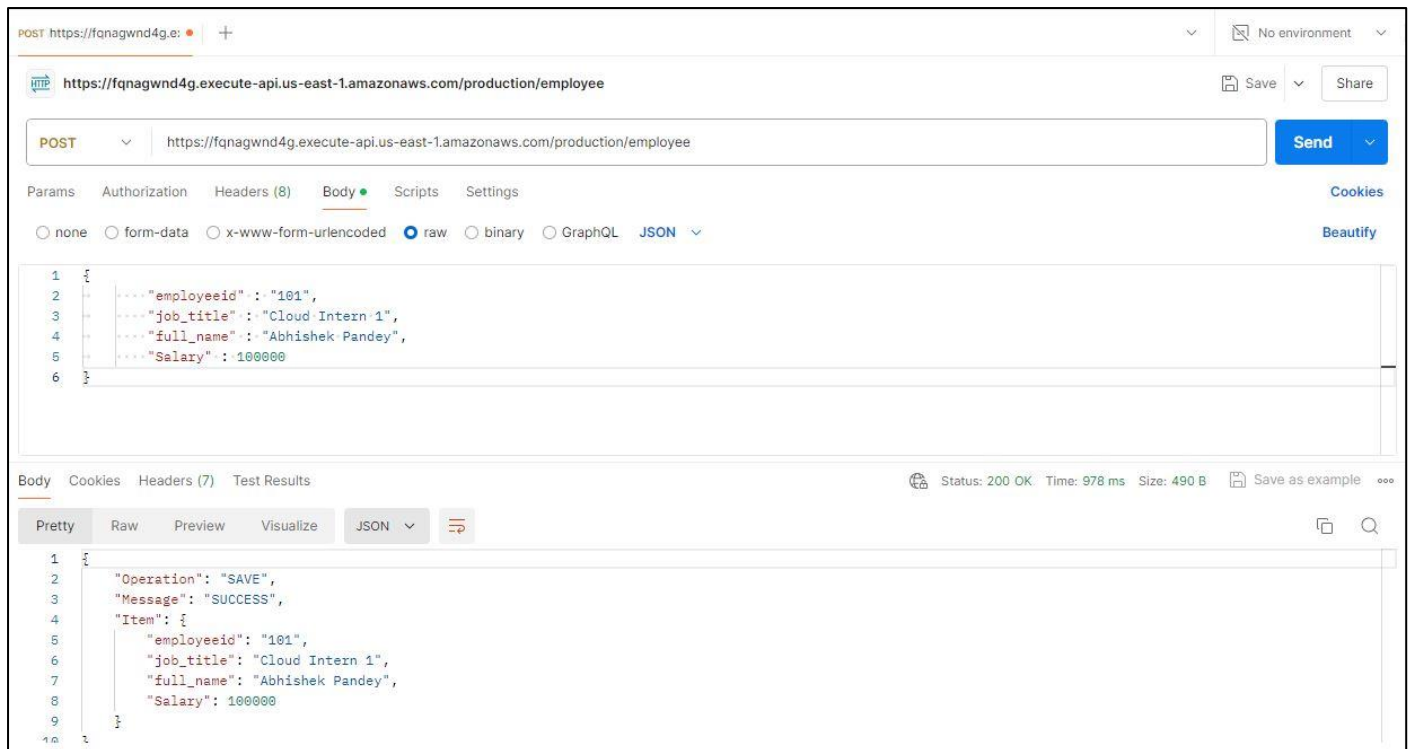 POST https://fqnagwnd4g.e: No environment
HTTP https://fqnagwnd4g.execute-api.us-east-1.amazonaws.com/production/employee Save Share
POST https://fqnagwnd4g.execute-api.us-east-1.amazonaws.com/production/employee Send
Params Authorization Headers (8) Body Scripts Settings Cookies
none form-data x-www-form-urlencoded raw binary GraphQL JSON Beautify
1 {
2 "employeeid" : "101",
3 "job_title" : "Cloud Intern 1",
4 "full_name" : "Abhishek Pandey",
5 "Salary" : 100000
6 }
Body Cookies Headers (7) Test Results Status: 200 OK Time: 978 ms Size: 490 B Save as example
Pretty Raw Preview Visualize JSON
1 {
2 "Operation": "SAVE",
3 "Message": "SUCCESS",
4 "Item": {
5 "employeeid": "101",
6 "job_title": "Cloud Intern 1",
7 "full_name": "Abhishek Pandey",
8 "Salary": 100000
9 }
10 }